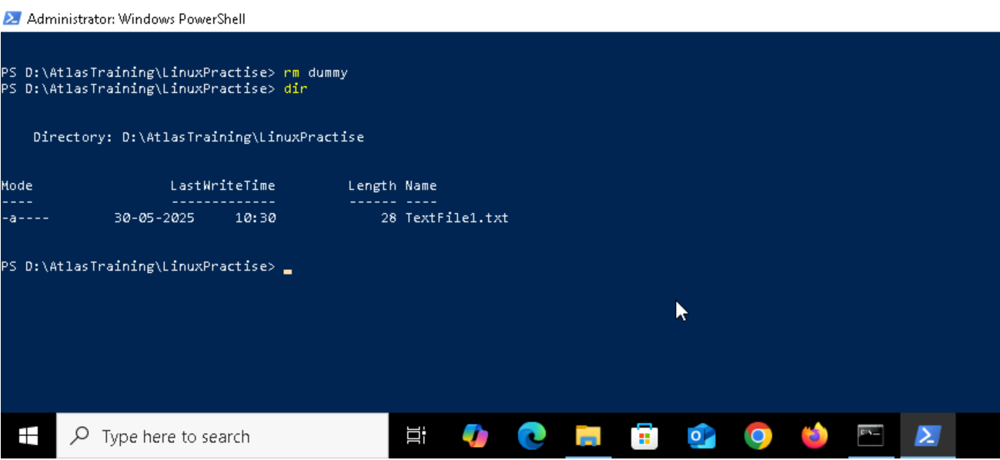 Administrator: Windows PowerShell
PS D:\AtlasTraining\LinuxPractise> rm dummy
PS D:\AtlasTraining\LinuxPractise> dir
Directory: D:\AtlasTraining\LinuxPractise
Mode LastWriteTime Length Name
---- ------------- ------ ----
-a---- 30-05-2025 10:30 28 TextFile1.txt
PS D:\AtlasTraining\LinuxPractise>
Type here to search